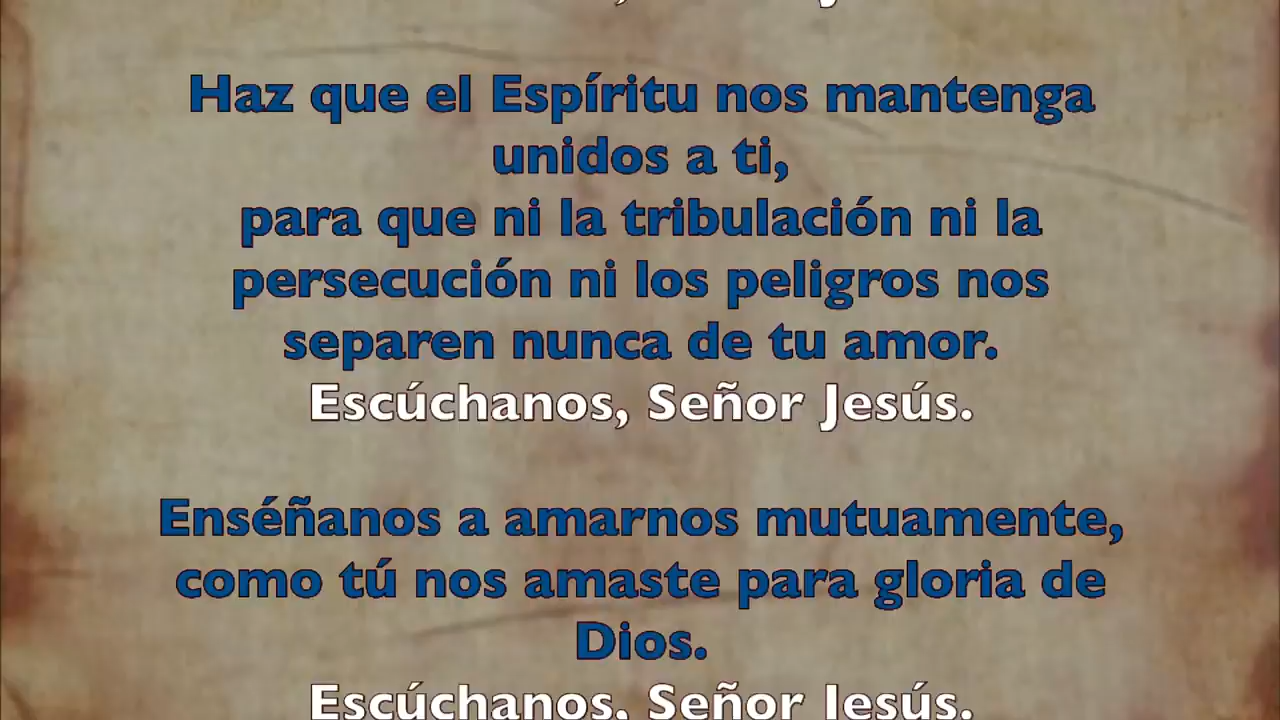 Haz que el Espíritu nos mantenga
unidos a ti,
para que ni la tribulación ni la
persecución ni los peligros nos
separen nunca de tu amor.
Escúchanos, Señor Jesús.
Enséñanos a amarnos mutuamente,
como tú nos amaste para gloria de
Dios.
Escúchanos, Señor Jesús.